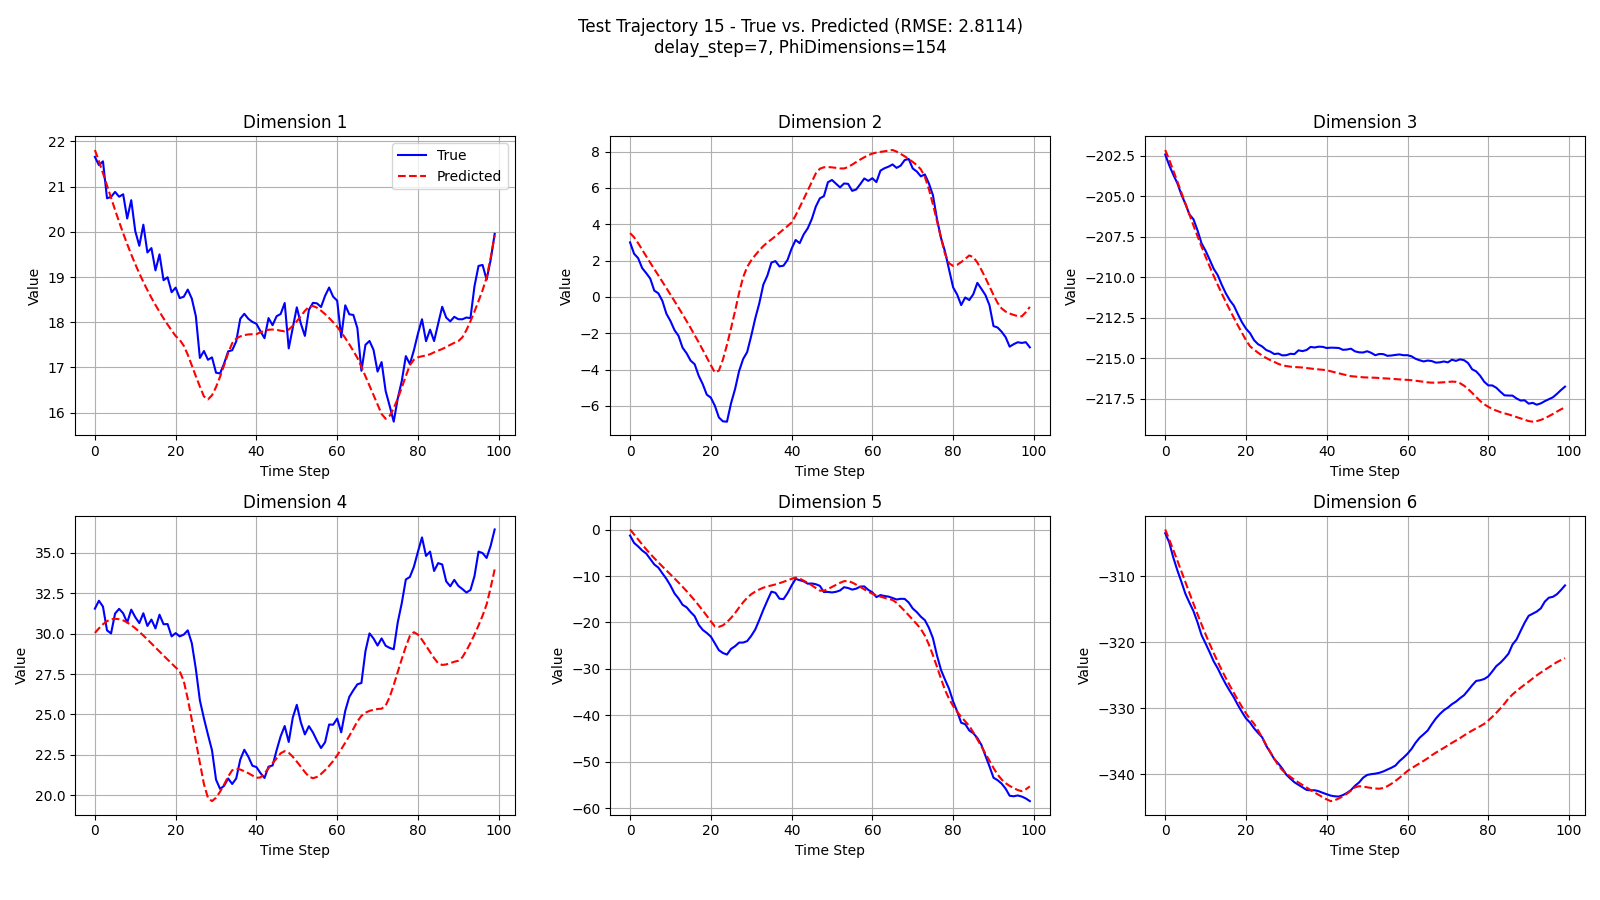 Test Trajectory 15 - True vs. Predicted (RMSE: 2.8114)
delay_step=7, PhiDimensions=154
Dimension 1
22
21
20
19
18
17
16
Value
0 20 40 60 80 100
Time Step
True
Predicted
Dimension 2
8
6
4
2
0
−2
−4
−6
Value
0 20 40 60 80 100
Time Step
Dimension 3
−202.5
−205.0
−207.5
−210.0
−212.5
−215.0
−217.5
Value
0 20 40 60 80 100
Time Step
Dimension 4
35.0
32.5
30.0
27.5
25.0
22.5
20.0
Value
0 20 40 60 80 100
Time Step
Dimension 5
0
−10
−20
−30
−40
−50
−60
Value
0 20 40 60 80 100
Time Step
Dimension 6
−310
−320
−330
−340
Value
0 20 40 60 80 100
Time Step